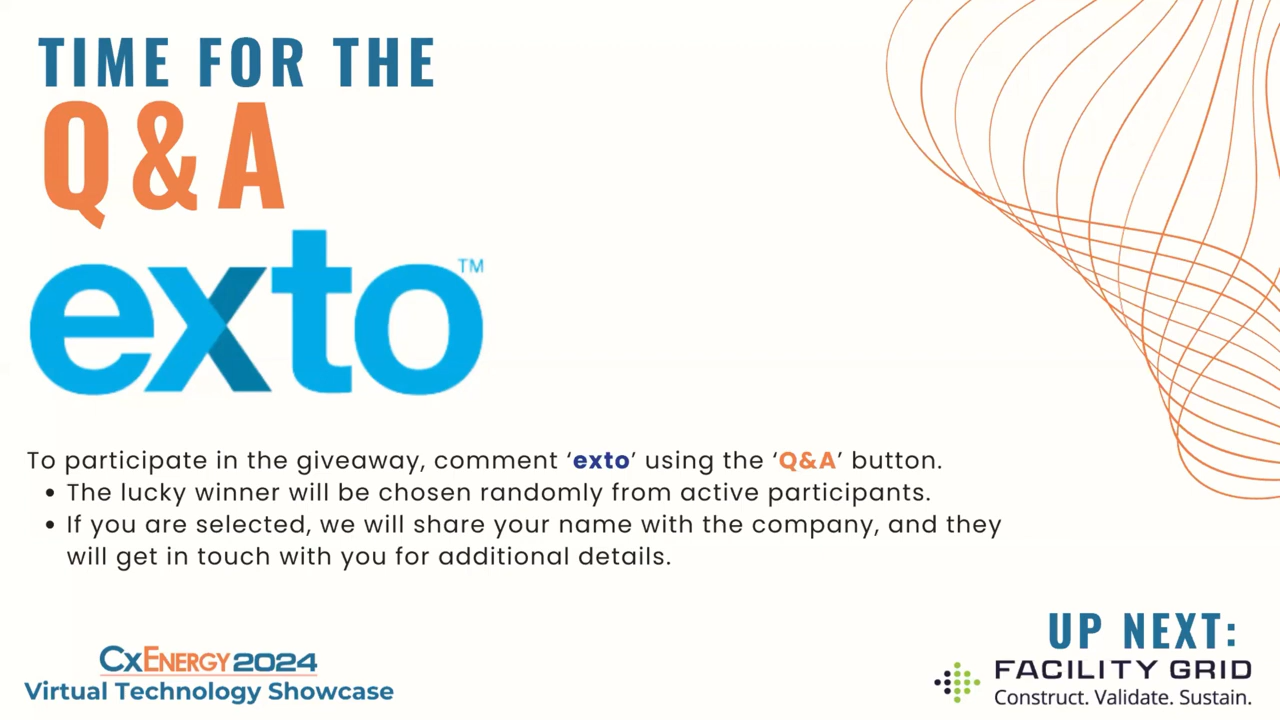 TIME FOR THE
Q&A
exto™
To participate in the giveaway, comment ‘exto’ using the ‘Q&A’ button.
• The lucky winner will be chosen randomly from active participants.
• If you are selected, we will share your name with the company, and they
will get in touch with you for additional details.
UP NEXT:
FACILITY GRID
Construct. Validate. Sustain.
CxENERGY 2024
Virtual Technology Showcase